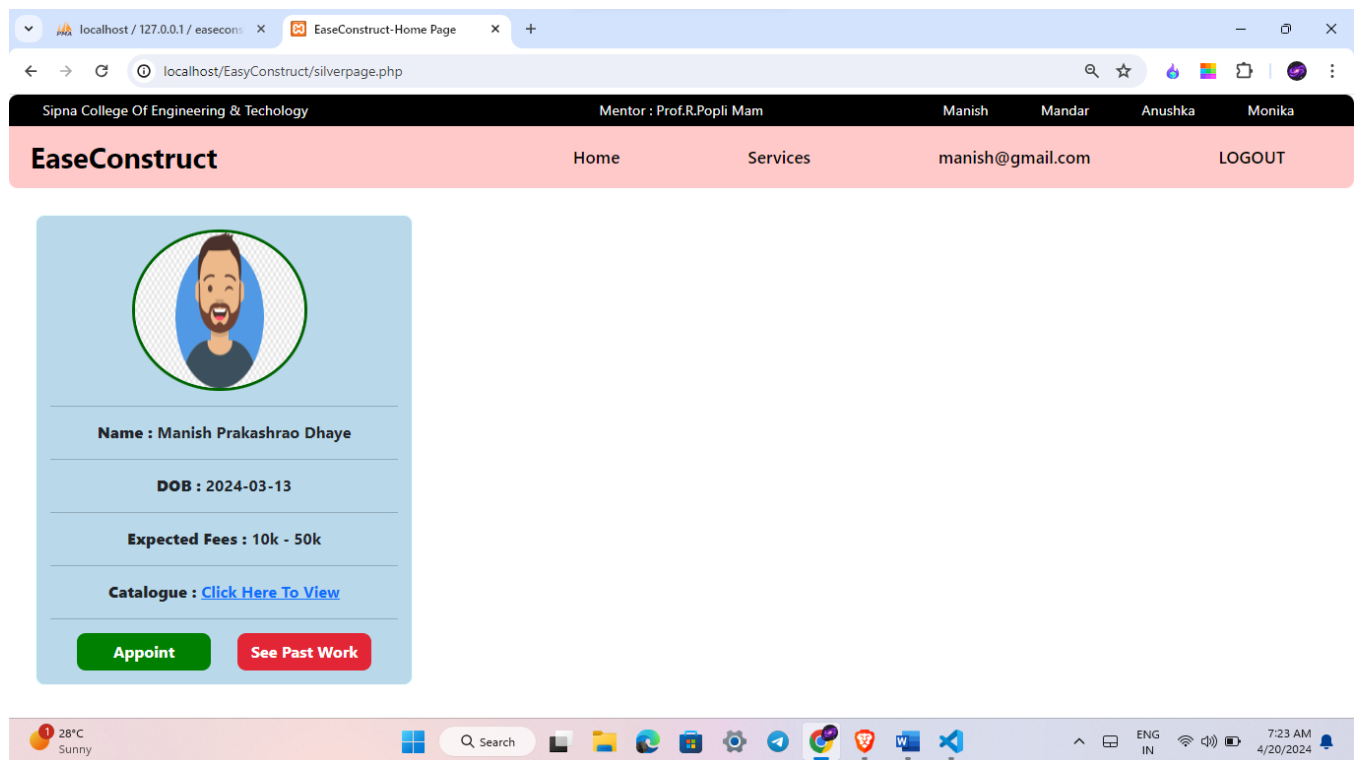 localhost / 127.0.0.1 / easecons
EaseConstruct-Home Page
localhost/EasyConstruct/silverpage.php
Sipna College Of Engineering & Techology Mentor : Prof.R.Popli Mam Manish Mandar Anushka Monika
EaseConstruct Home Services manish@gmail.com LOGOUT
Name : Manish Prakashrao Dhaye
DOB : 2024-03-13
Expected Fees : 10k - 50k
Catalogue : Click Here To View
Appoint See Past Work
1 28°C
Sunny
Search
ENG
IN
7:23 AM
4/20/2024